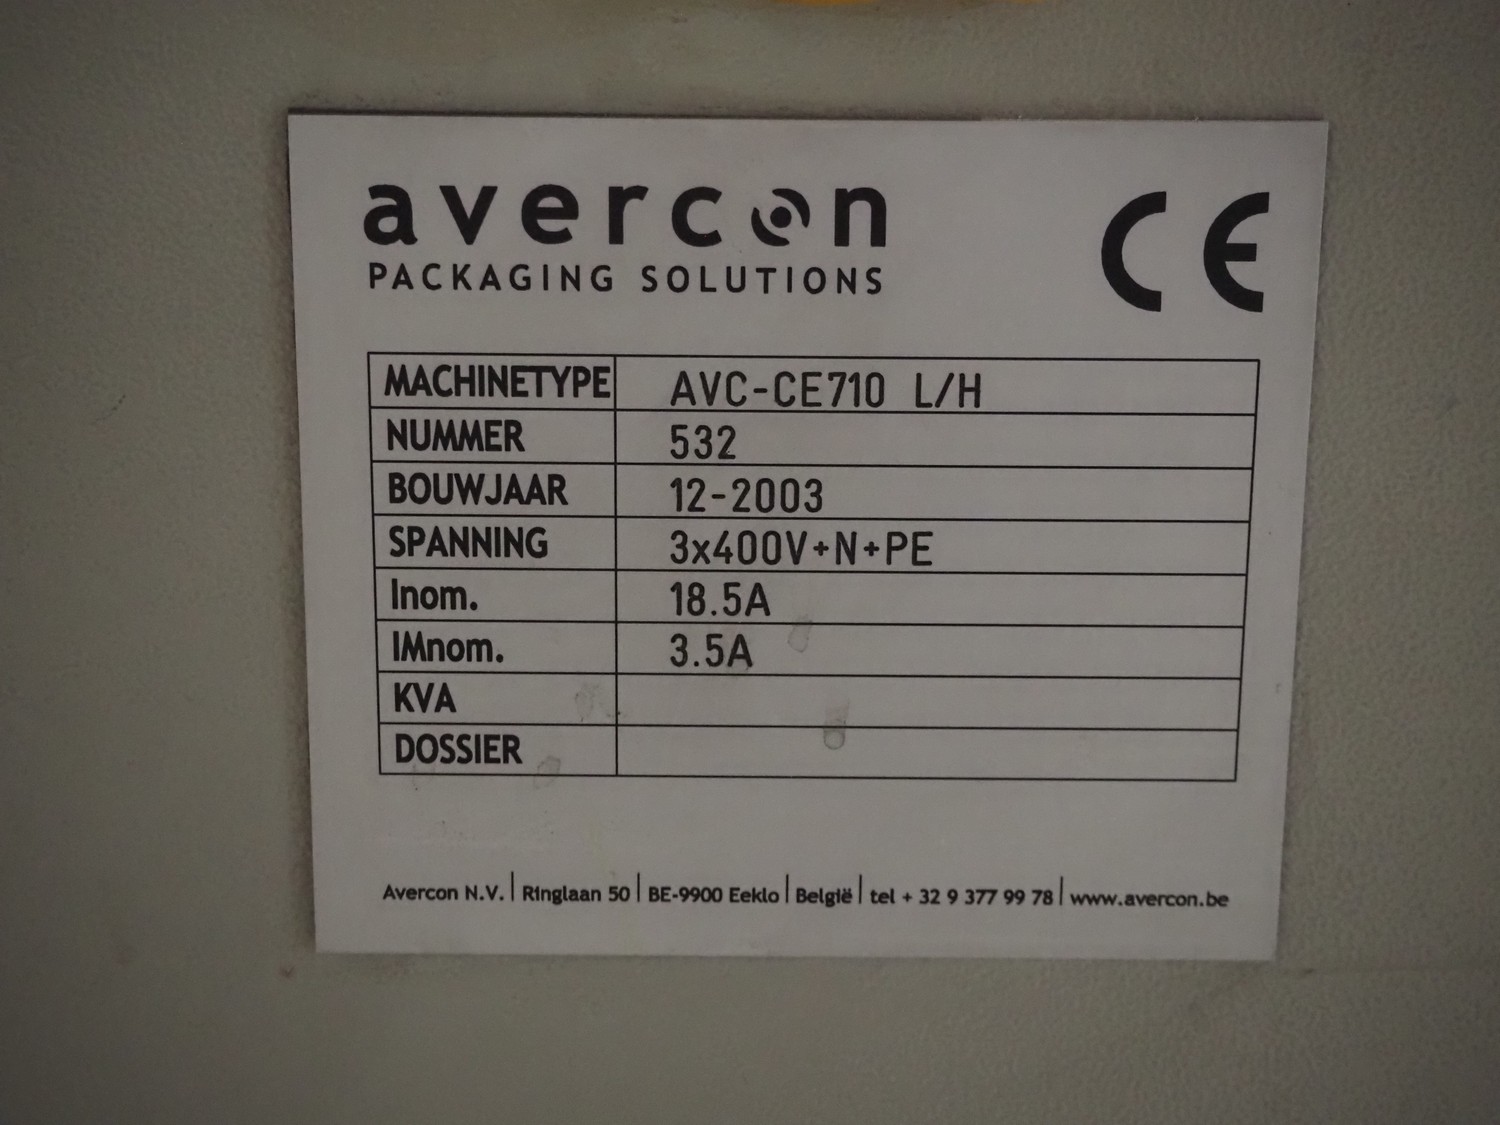 avercon
PACKAGING SOLUTIONS
CE
MACHINETYPE AVC-CE710 L/H
NUMMER 532
BOUWJAAR 12-2003
SPANNING 3x400V+N+PE
Inom. 18.5A
IMnom. 3.5A
KVA
DOSSIER
Avercon N.V. | Ringlaan 50 | BE-9900 Eeklo | België | tel + 32 9 377 99 78 | www.avercon.be